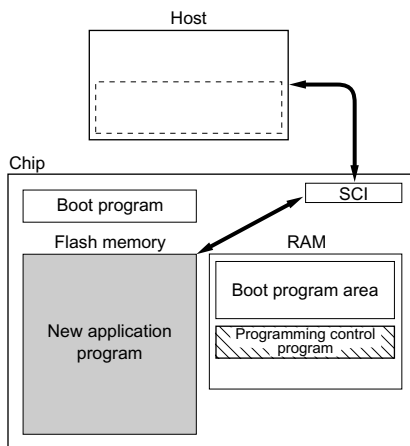 Host
Chip
SCI
Boot program
Flash memory
RAM
Boot program area
New application
program
Programming control
program